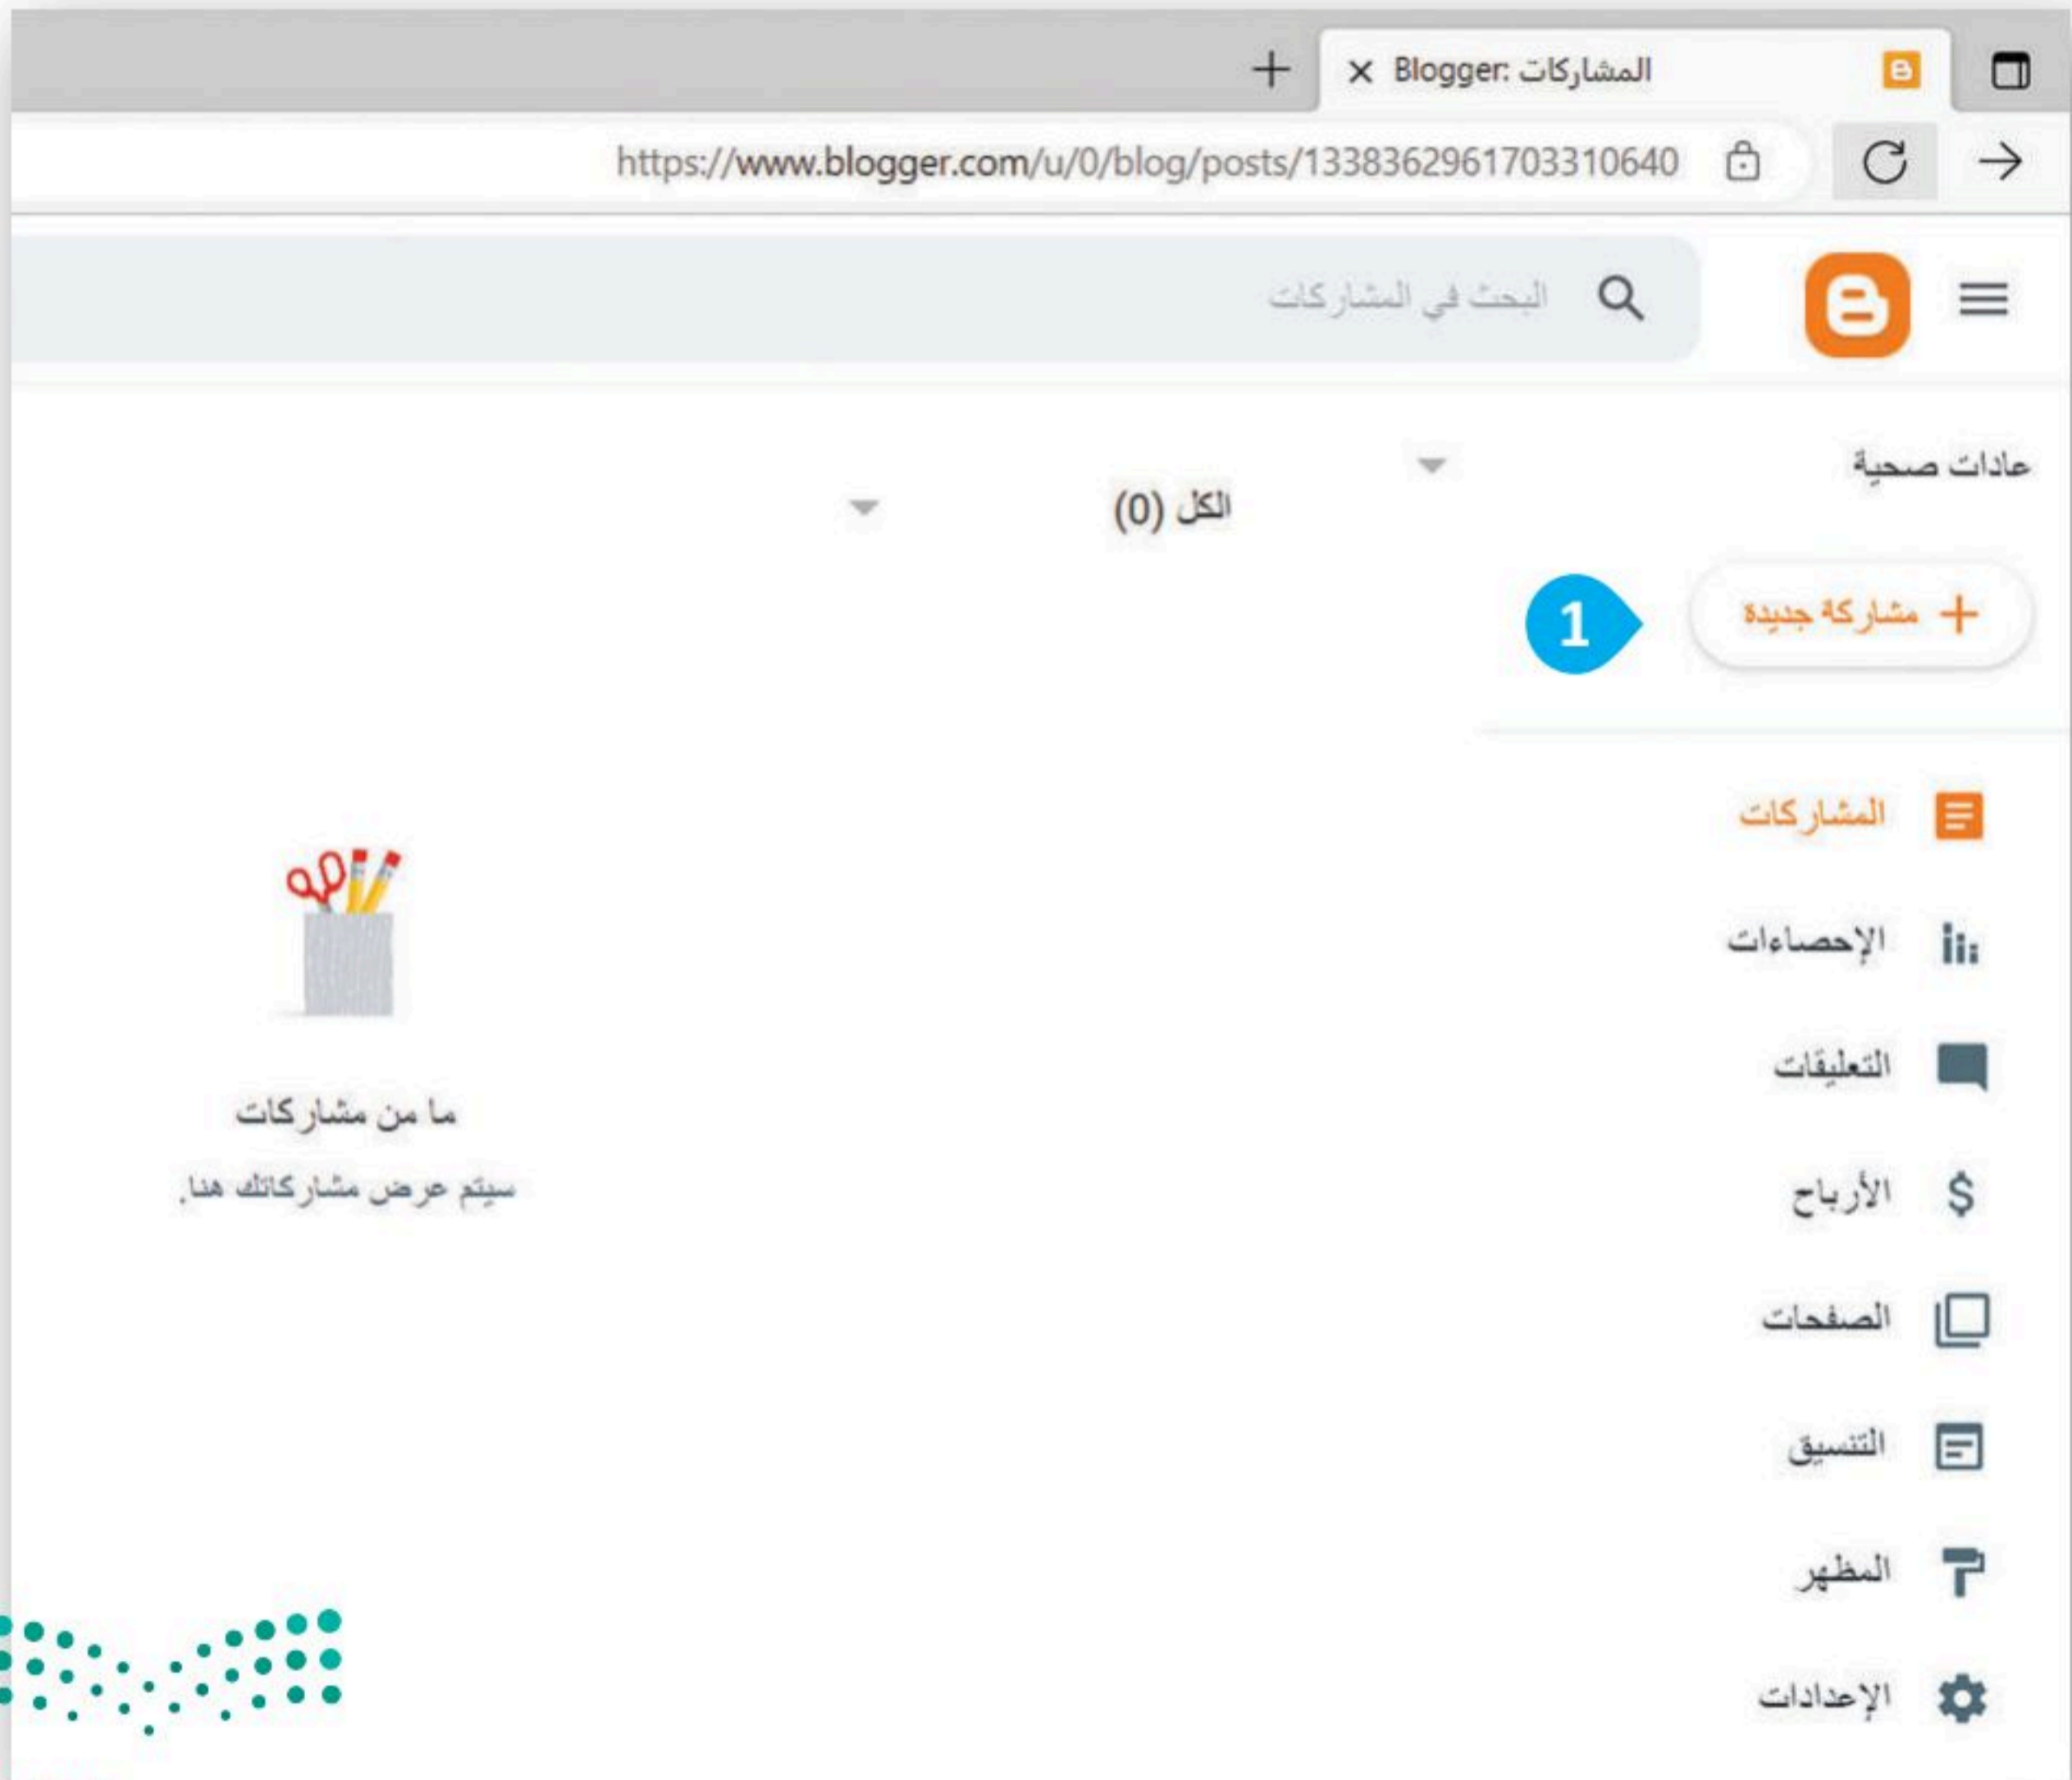 المشاركات :Blogger
https://www.blogger.com/u/0/blog/posts/1338362961703310640
البحث في المشاركات
عادات صحية
الكل (0)
مشاركة جديدة
1
المشاركات
الإحصاءات
التعليقات
الأرباح
الصفحات
التنسيق
المظهر
الإعدادات
ما من مشاركات
سيتم عرض مشاركاتك هنا.